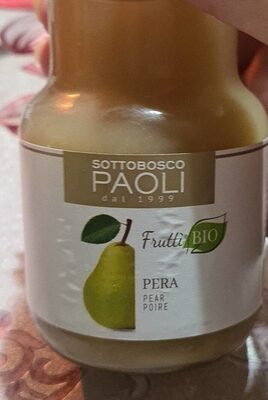 SOTTOBOSCO
PAOLI
dal 1999
Frutti BIO
PERA
PEAR
POIRE